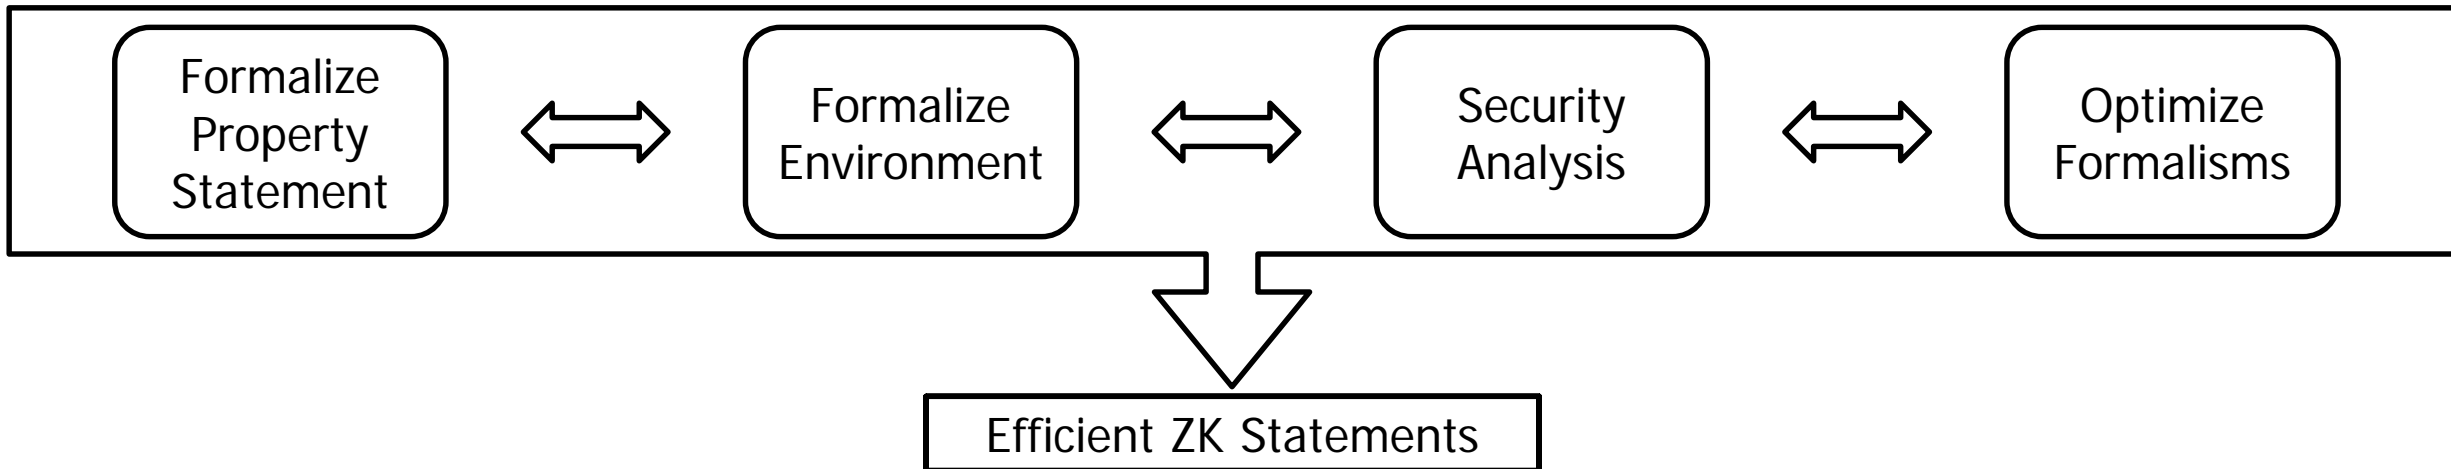 Formalize
Property
Statement
Formalize
Environment
Security
Analysis
Optimize
Formalisms
Efficient ZK Statements